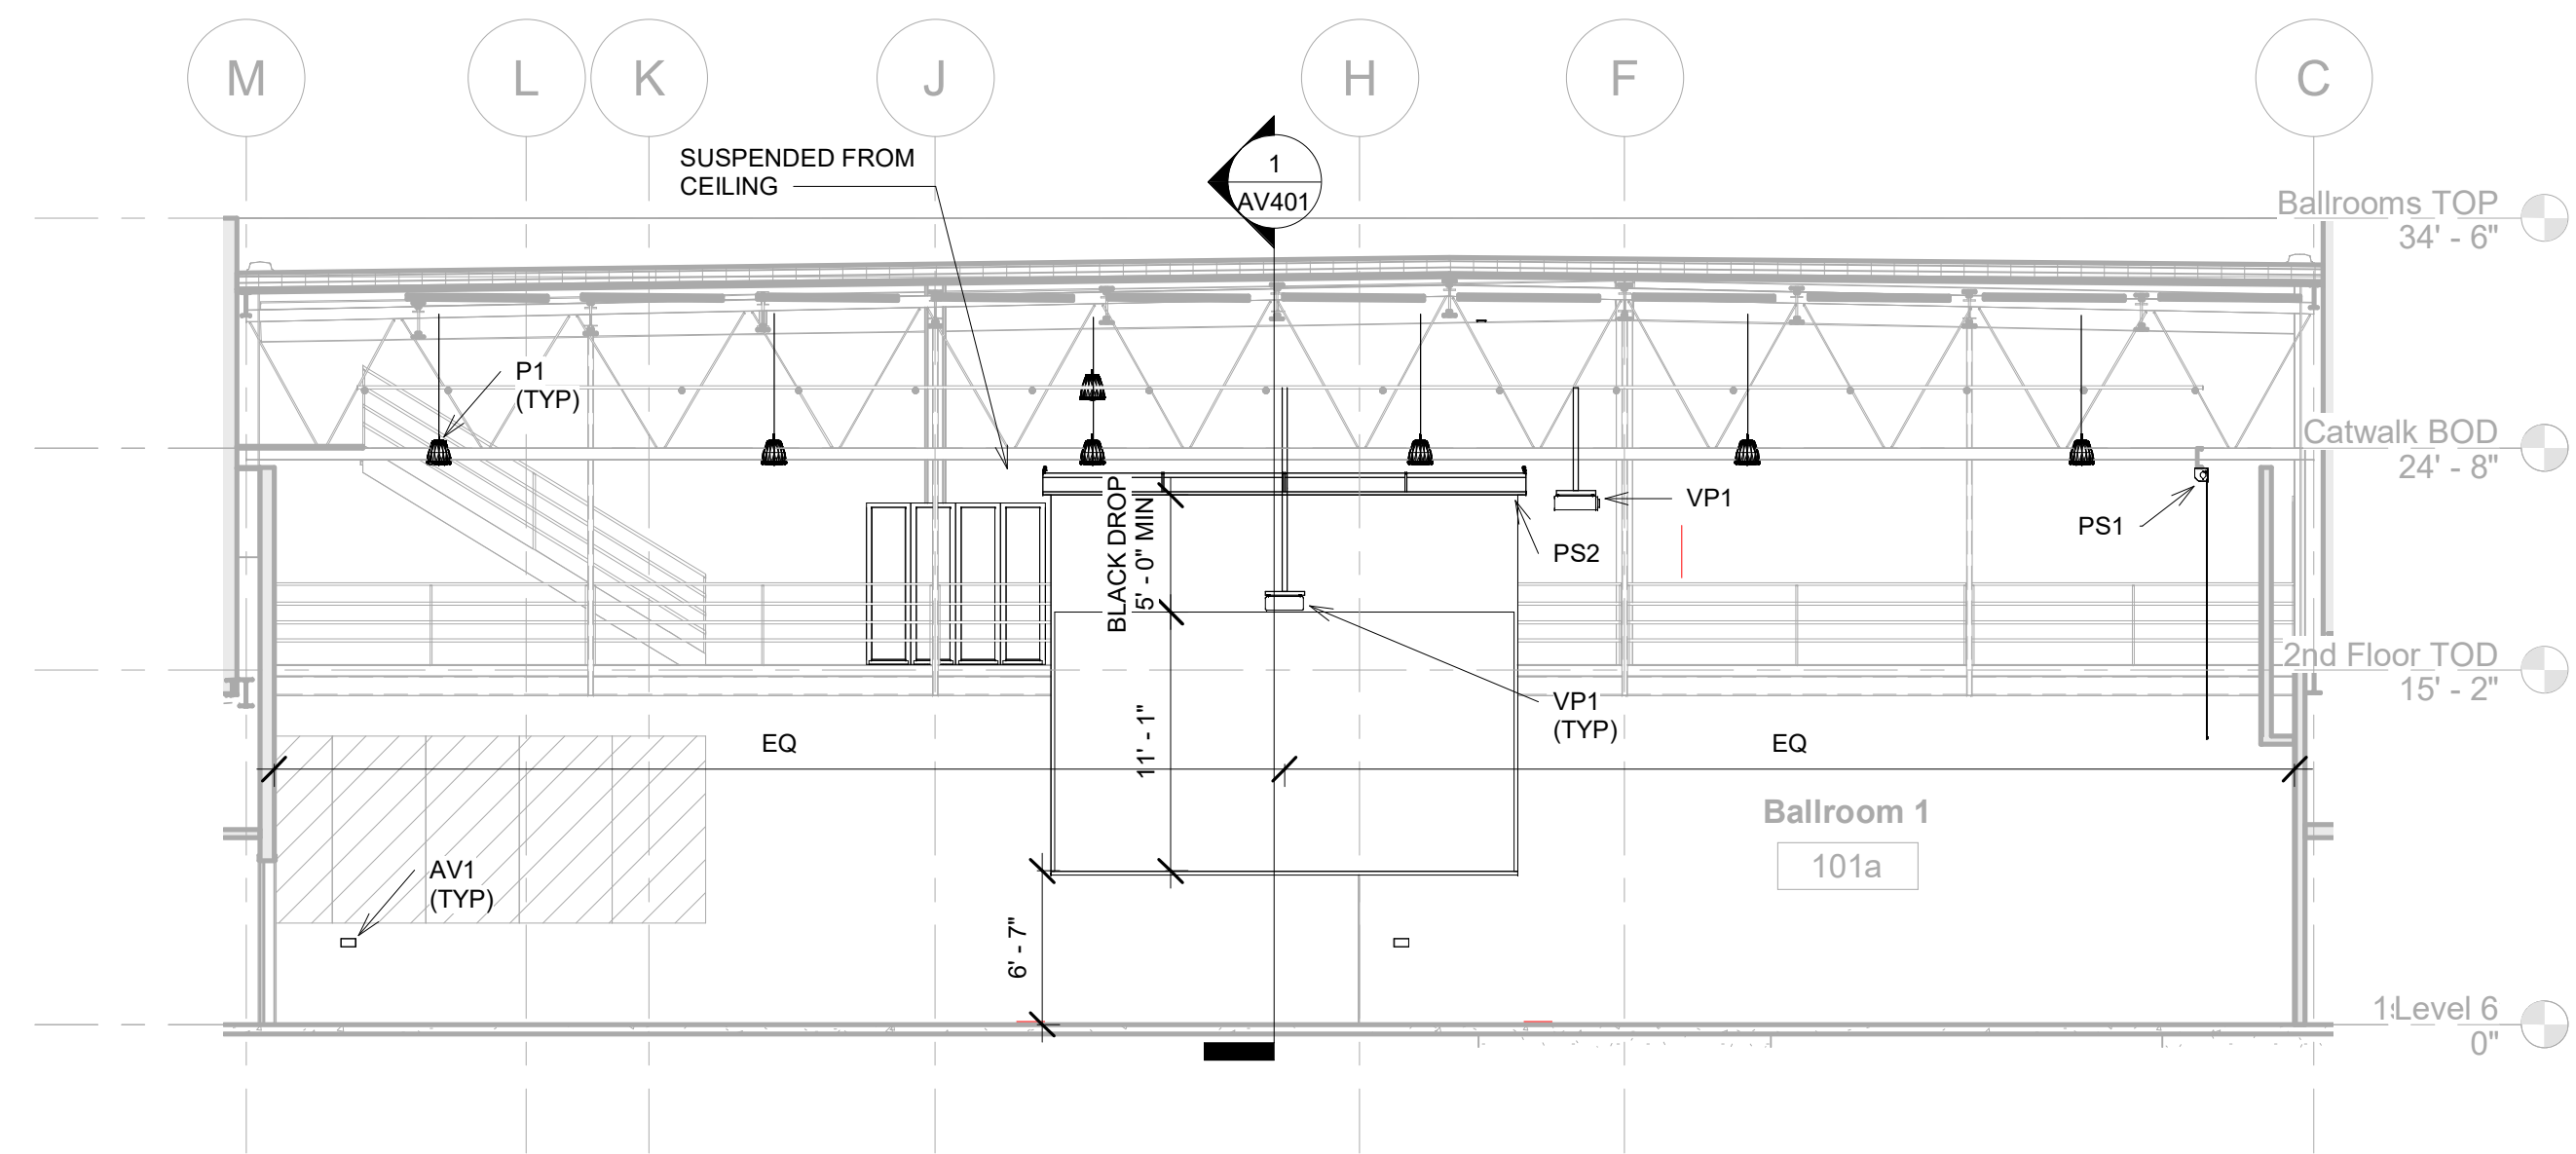 M
L
K
J
H
F
C
SUSPENDED FROM
CEILING
1
AV401
Ballrooms TOP
34' - 6"
P1
(TYP)
Catwalk BOD
24' - 8"
BLACK DROP
5' - 0" MIN
VP1
PS1
PS2
2nd Floor TOD
15' - 2"
VP1
(TYP)
11' - 1"
EQ
EQ
Ballroom 1
101a
AV1
(TYP)
6' - 7"
Level 6
0"